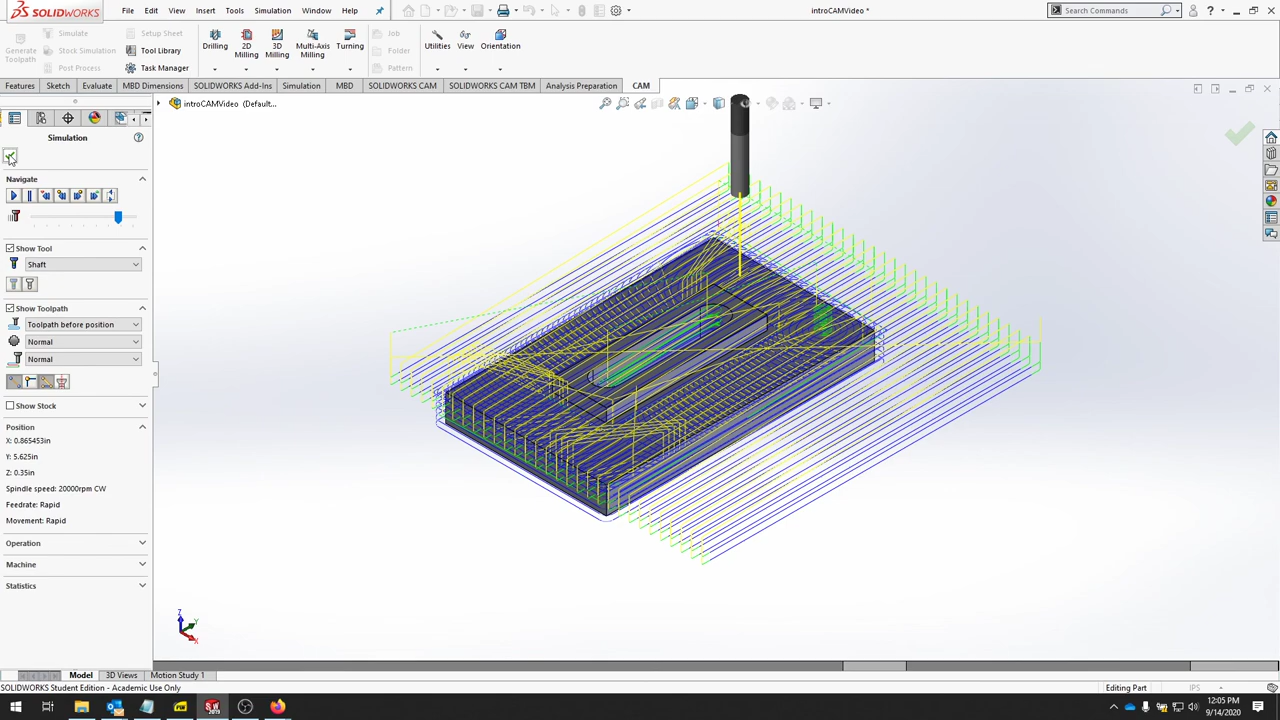 SOLIDWORKS
File Edit View Insert Tools Simulation Window Help
introCAMVideo *
Search Commands
Generate Toolpath
Simulate
Stock Simulation
Post Process
Setup Sheet
Tool Library
Task Manager
Drilling
2D Milling
3D Milling
Multi-Axis Milling
Turning
Job
Folder
Pattern
Utilities
View
Orientation
Features Sketch Evaluate MBD Dimensions SOLIDWORKS Add-Ins Simulation MBD SOLIDWORKS CAM SOLIDWORKS CAM TBM Analysis Preparation CAM
introCAMVideo (Default...
Simulation
Navigate
Show Tool
Shaft
Show Toolpath
Toolpath before position
Normal
Normal
Show Stock
Position
X: 0.865453in
Y: 5.625in
Z: 0.35in
Spindle speed: 20000rpm CW
Feedrate: Rapid
Movement: Rapid
Operation
Machine
Statistics
Z
Y
X
Model 3D Views Motion Study 1
SOLIDWORKS Student Edition - Academic Use Only
Editing Part
IPS
12:05 PM
9/14/2020